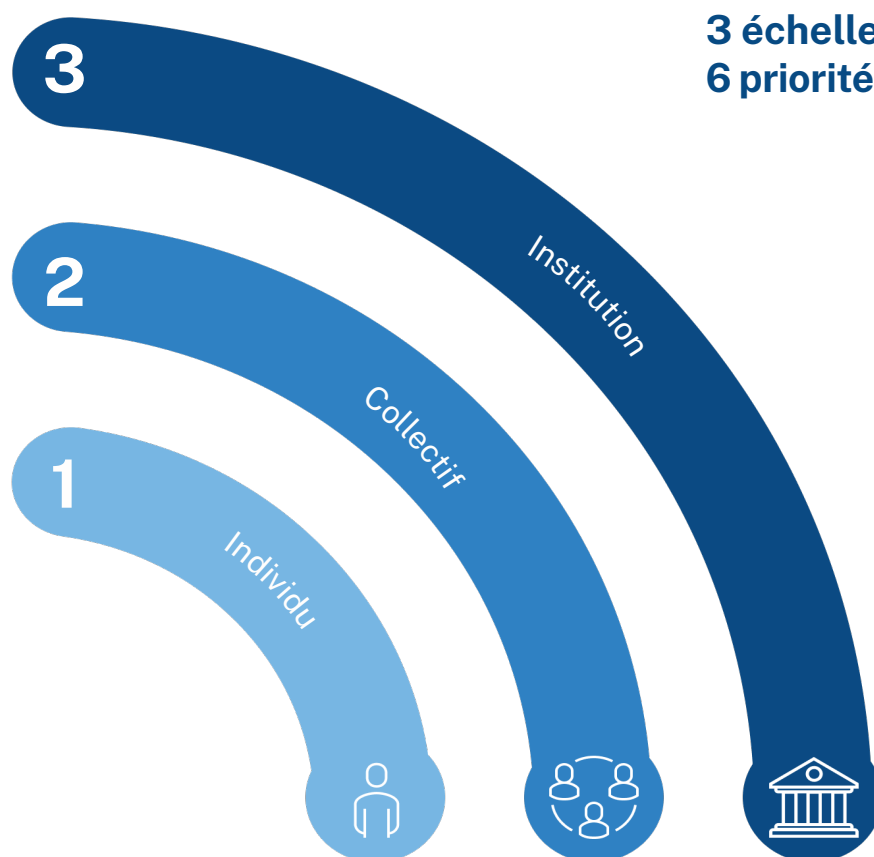 3 échelle
6 priorité
3
Institution
2
Collectif
1
Individu